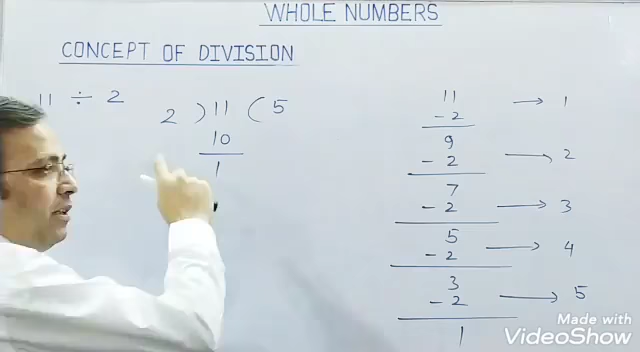 WHOLE NUMBERS
CONCEPT OF DIVISION
11 ÷ 2
2 ) 11 ( 5
10
1
11 → 1
- 2
9
- 2 → 2
7
- 2 → 3
5
- 2 → 4
3
- 2 → 5
1
Made with
VideoShow